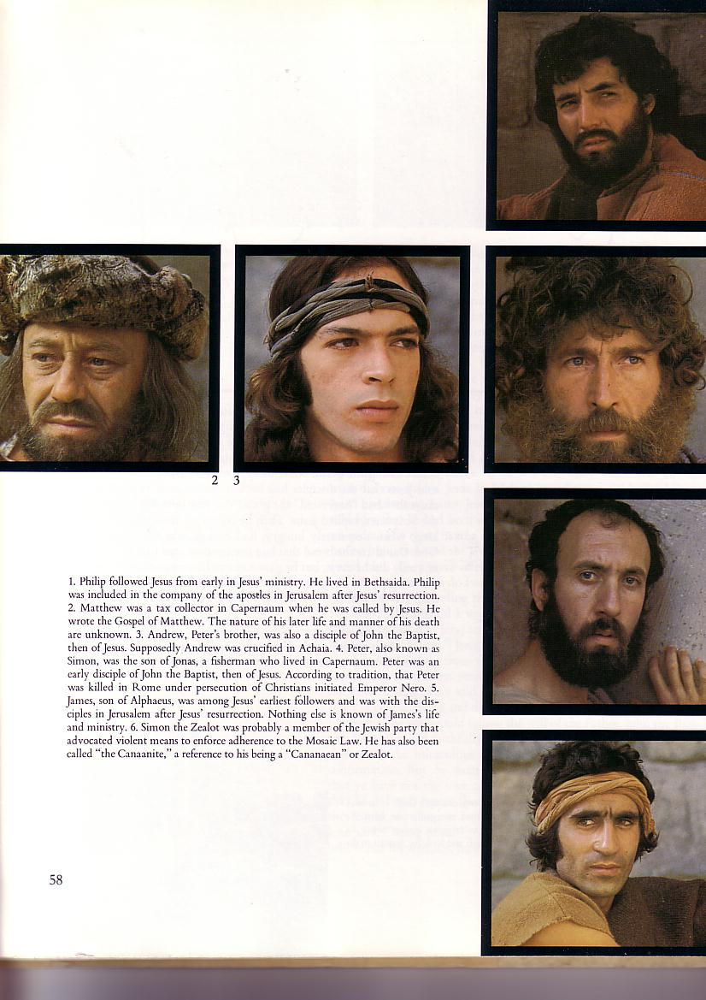 2 3
1. Philip followed Jesus from early in Jesus' ministry. He lived in Bethsaida. Philip
was included in the company of the apostles in Jerusalem after Jesus' resurrection.
2. Matthew was a tax collector in Capernaum when he was called by Jesus. He
wrote the Gospel of Matthew. The nature of his later life and manner of his death
are unknown. 3. Andrew, Peter's brother, was also a disciple of John the Baptist,
then of Jesus. Supposedly Andrew was crucified in Achaia. 4. Peter, also known as
Simon, was the son of Jonas, a fisherman who lived in Capernaum. Peter was an
early disciple of John the Baptist, then of Jesus. According to tradition, that Peter
was killed in Rome under persecution of Christians initiated Emperor Nero. 5.
James, son of Alphaeus, was among Jesus' earliest followers and was with the dis-
ciples in Jerusalem after Jesus' resurrection. Nothing else is known of James's life
and ministry. 6. Simon the Zealot was probably a member of the Jewish party that
advocated violent means to enforce adherence to the Mosaic Law. He has also been
called “the Canaanite,” a reference to his being a “Cananaean” or Zealot.
58